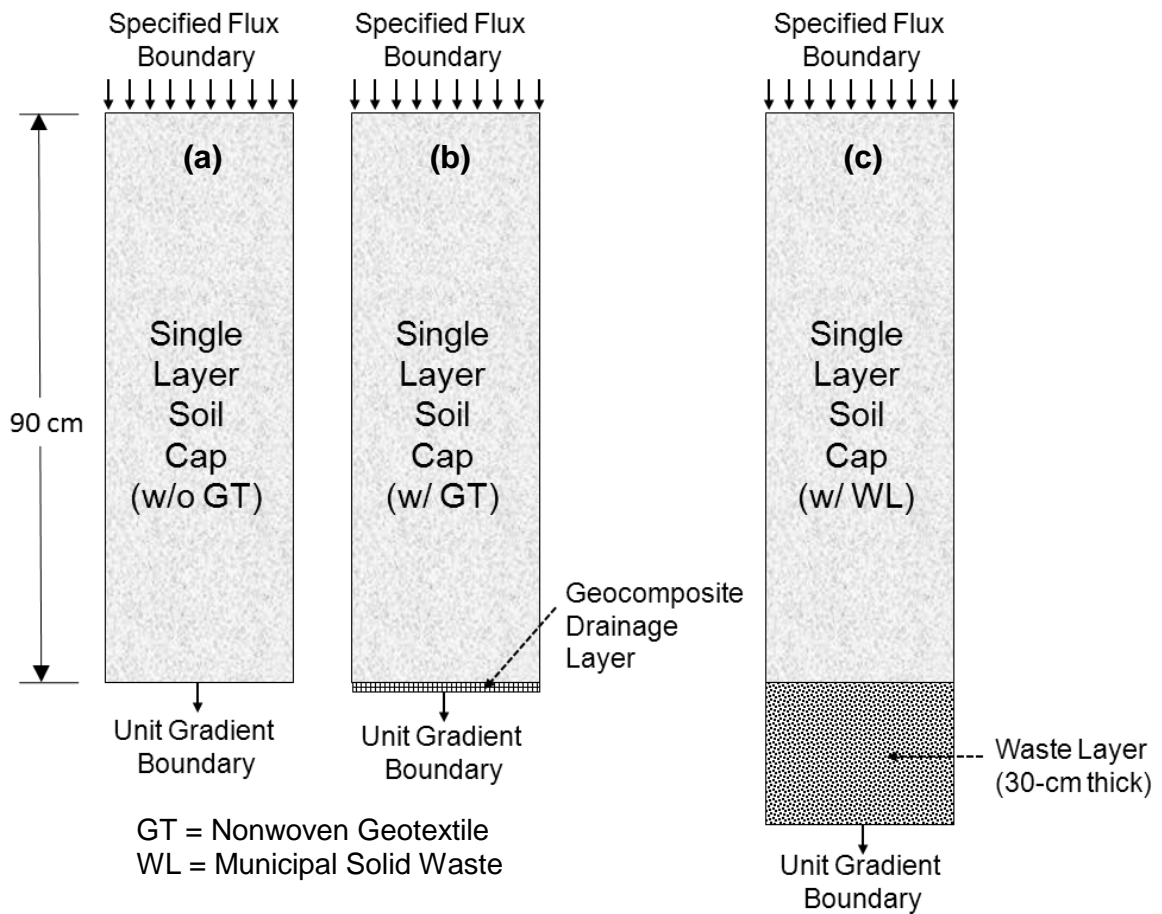 Specified Flux
Boundary
Specified Flux
Boundary
Specified Flux
Boundary
(a)
(b)
(c)
90 cm
Single
Layer
Soil
Cap
(w/o GT)
Single
Layer
Soil
Cap
(w/ GT)
Single
Layer
Soil
Cap
(w/ WL)
Geocomposite
Drainage
Layer
Unit Gradient
Boundary
Unit Gradient
Boundary
Waste Layer
(30-cm thick)
GT = Nonwoven Geotextile
WL = Municipal Solid Waste
Unit Gradient
Boundary